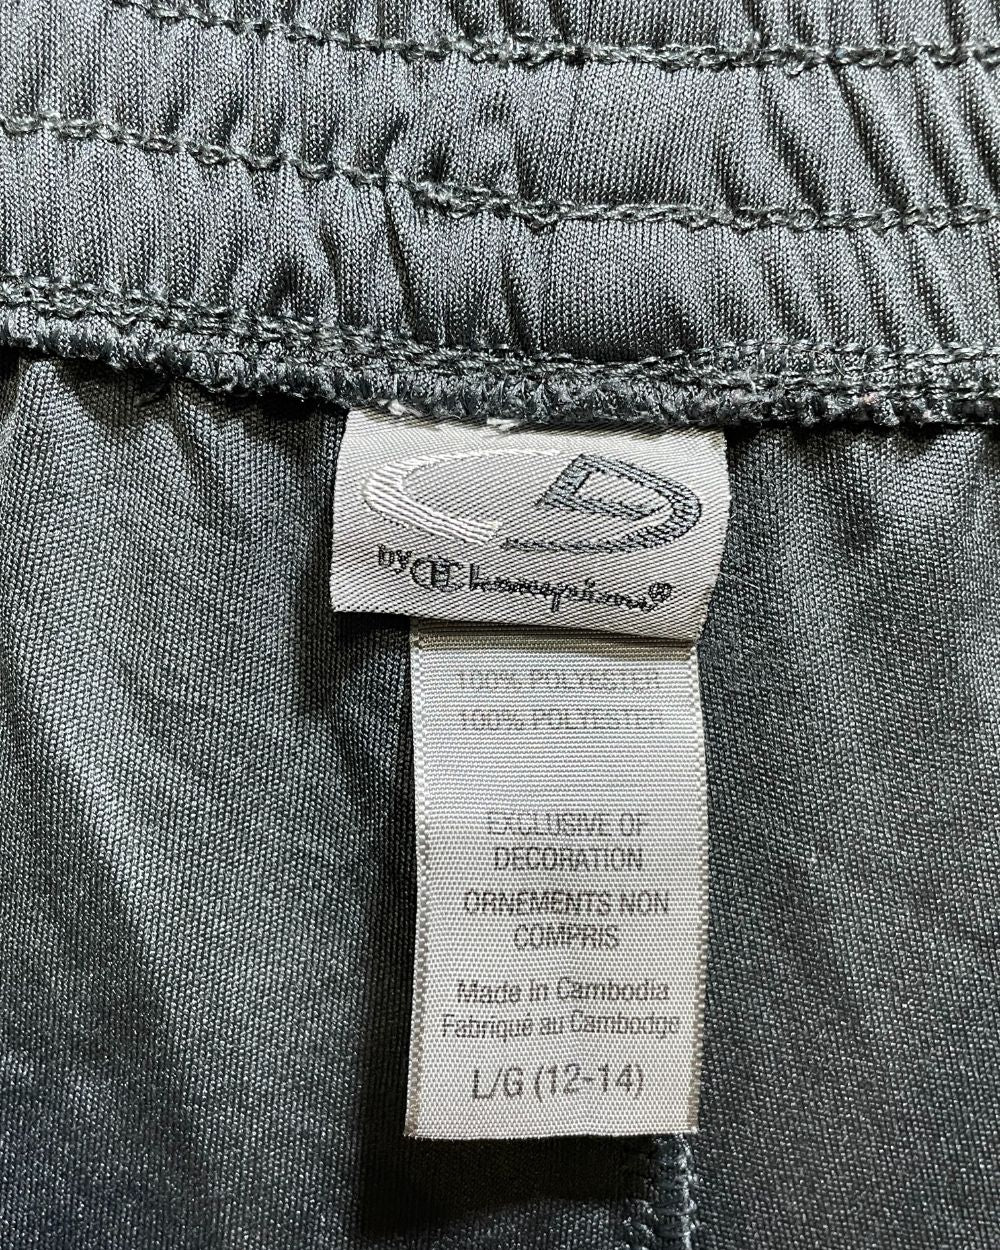 by
100% POLYESTER
100% POLYESTER
EXCLUSIVE OF
DECORATION
ORNEMENTS NON
COMPRIS
Made in Cambodia
Fabriqué au Cambodge
L/G (12-14)